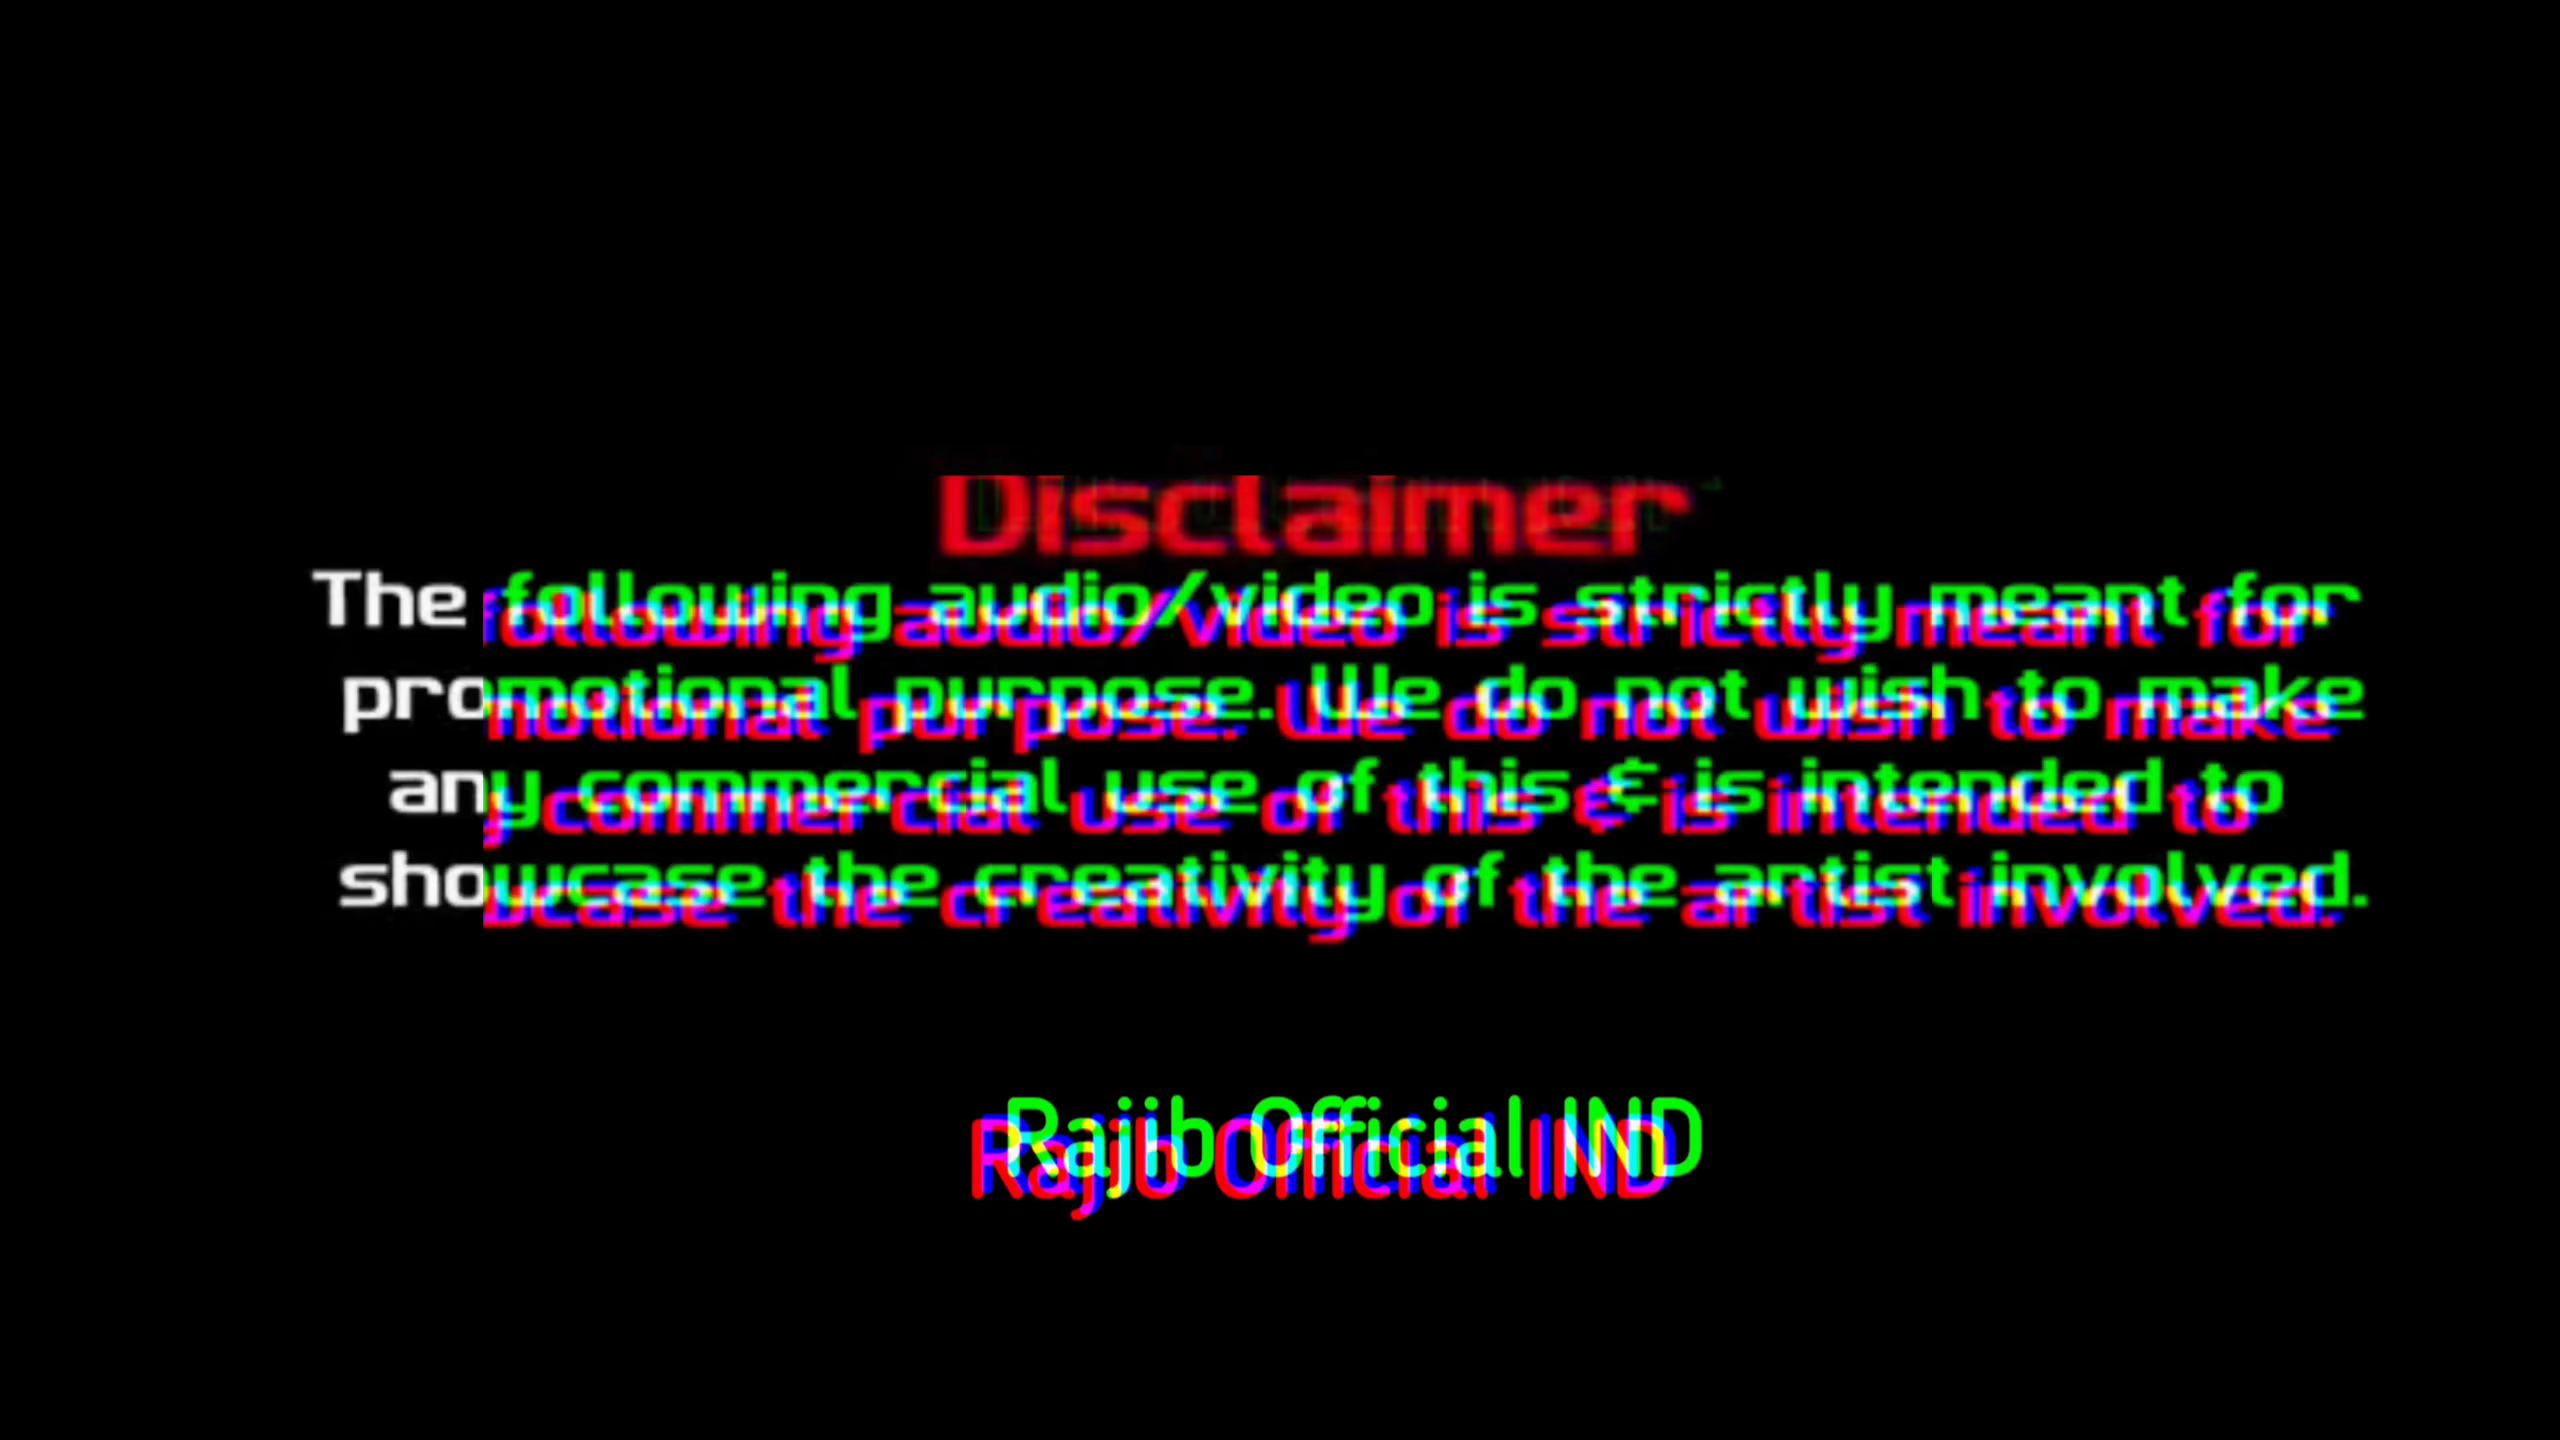 Disclaimer
The following audio/video is strictly meant for
promotional purpose. We do not wish to make
any commercial use of this & is intended to
showcase the creativity of the artist involved.
Rajib Official IND